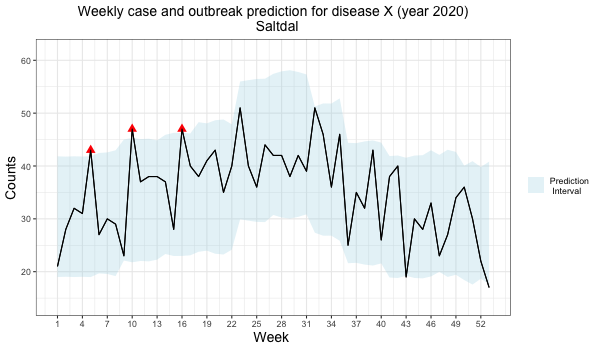 Weekly case and outbreak prediction for disease X (year 2020)
Saltdal
60
50
40
30
20
Counts
1 4 7 10 13 16 19 22 25 28 31 34 37 40 43 46 49 52
Week
Prediction
Interval